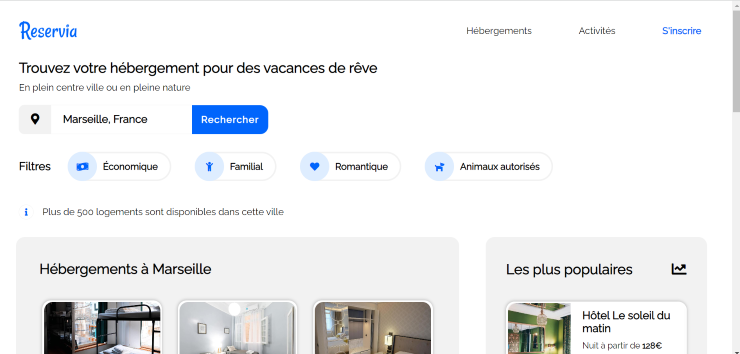 Reservia
Hébergements
Activités
S'inscrire
Trouvez votre hébergement pour des vacances de rêve
En plein centre ville ou en pleine nature
Marseille, France
Rechercher
Filtres
Économique
Familial
Romantique
Animaux autorisés
Plus de 500 logements sont disponibles dans cette ville
Hébergements à Marseille
Les plus populaires
Hôtel Le soleil du
matin
Nuit à partir de 128€